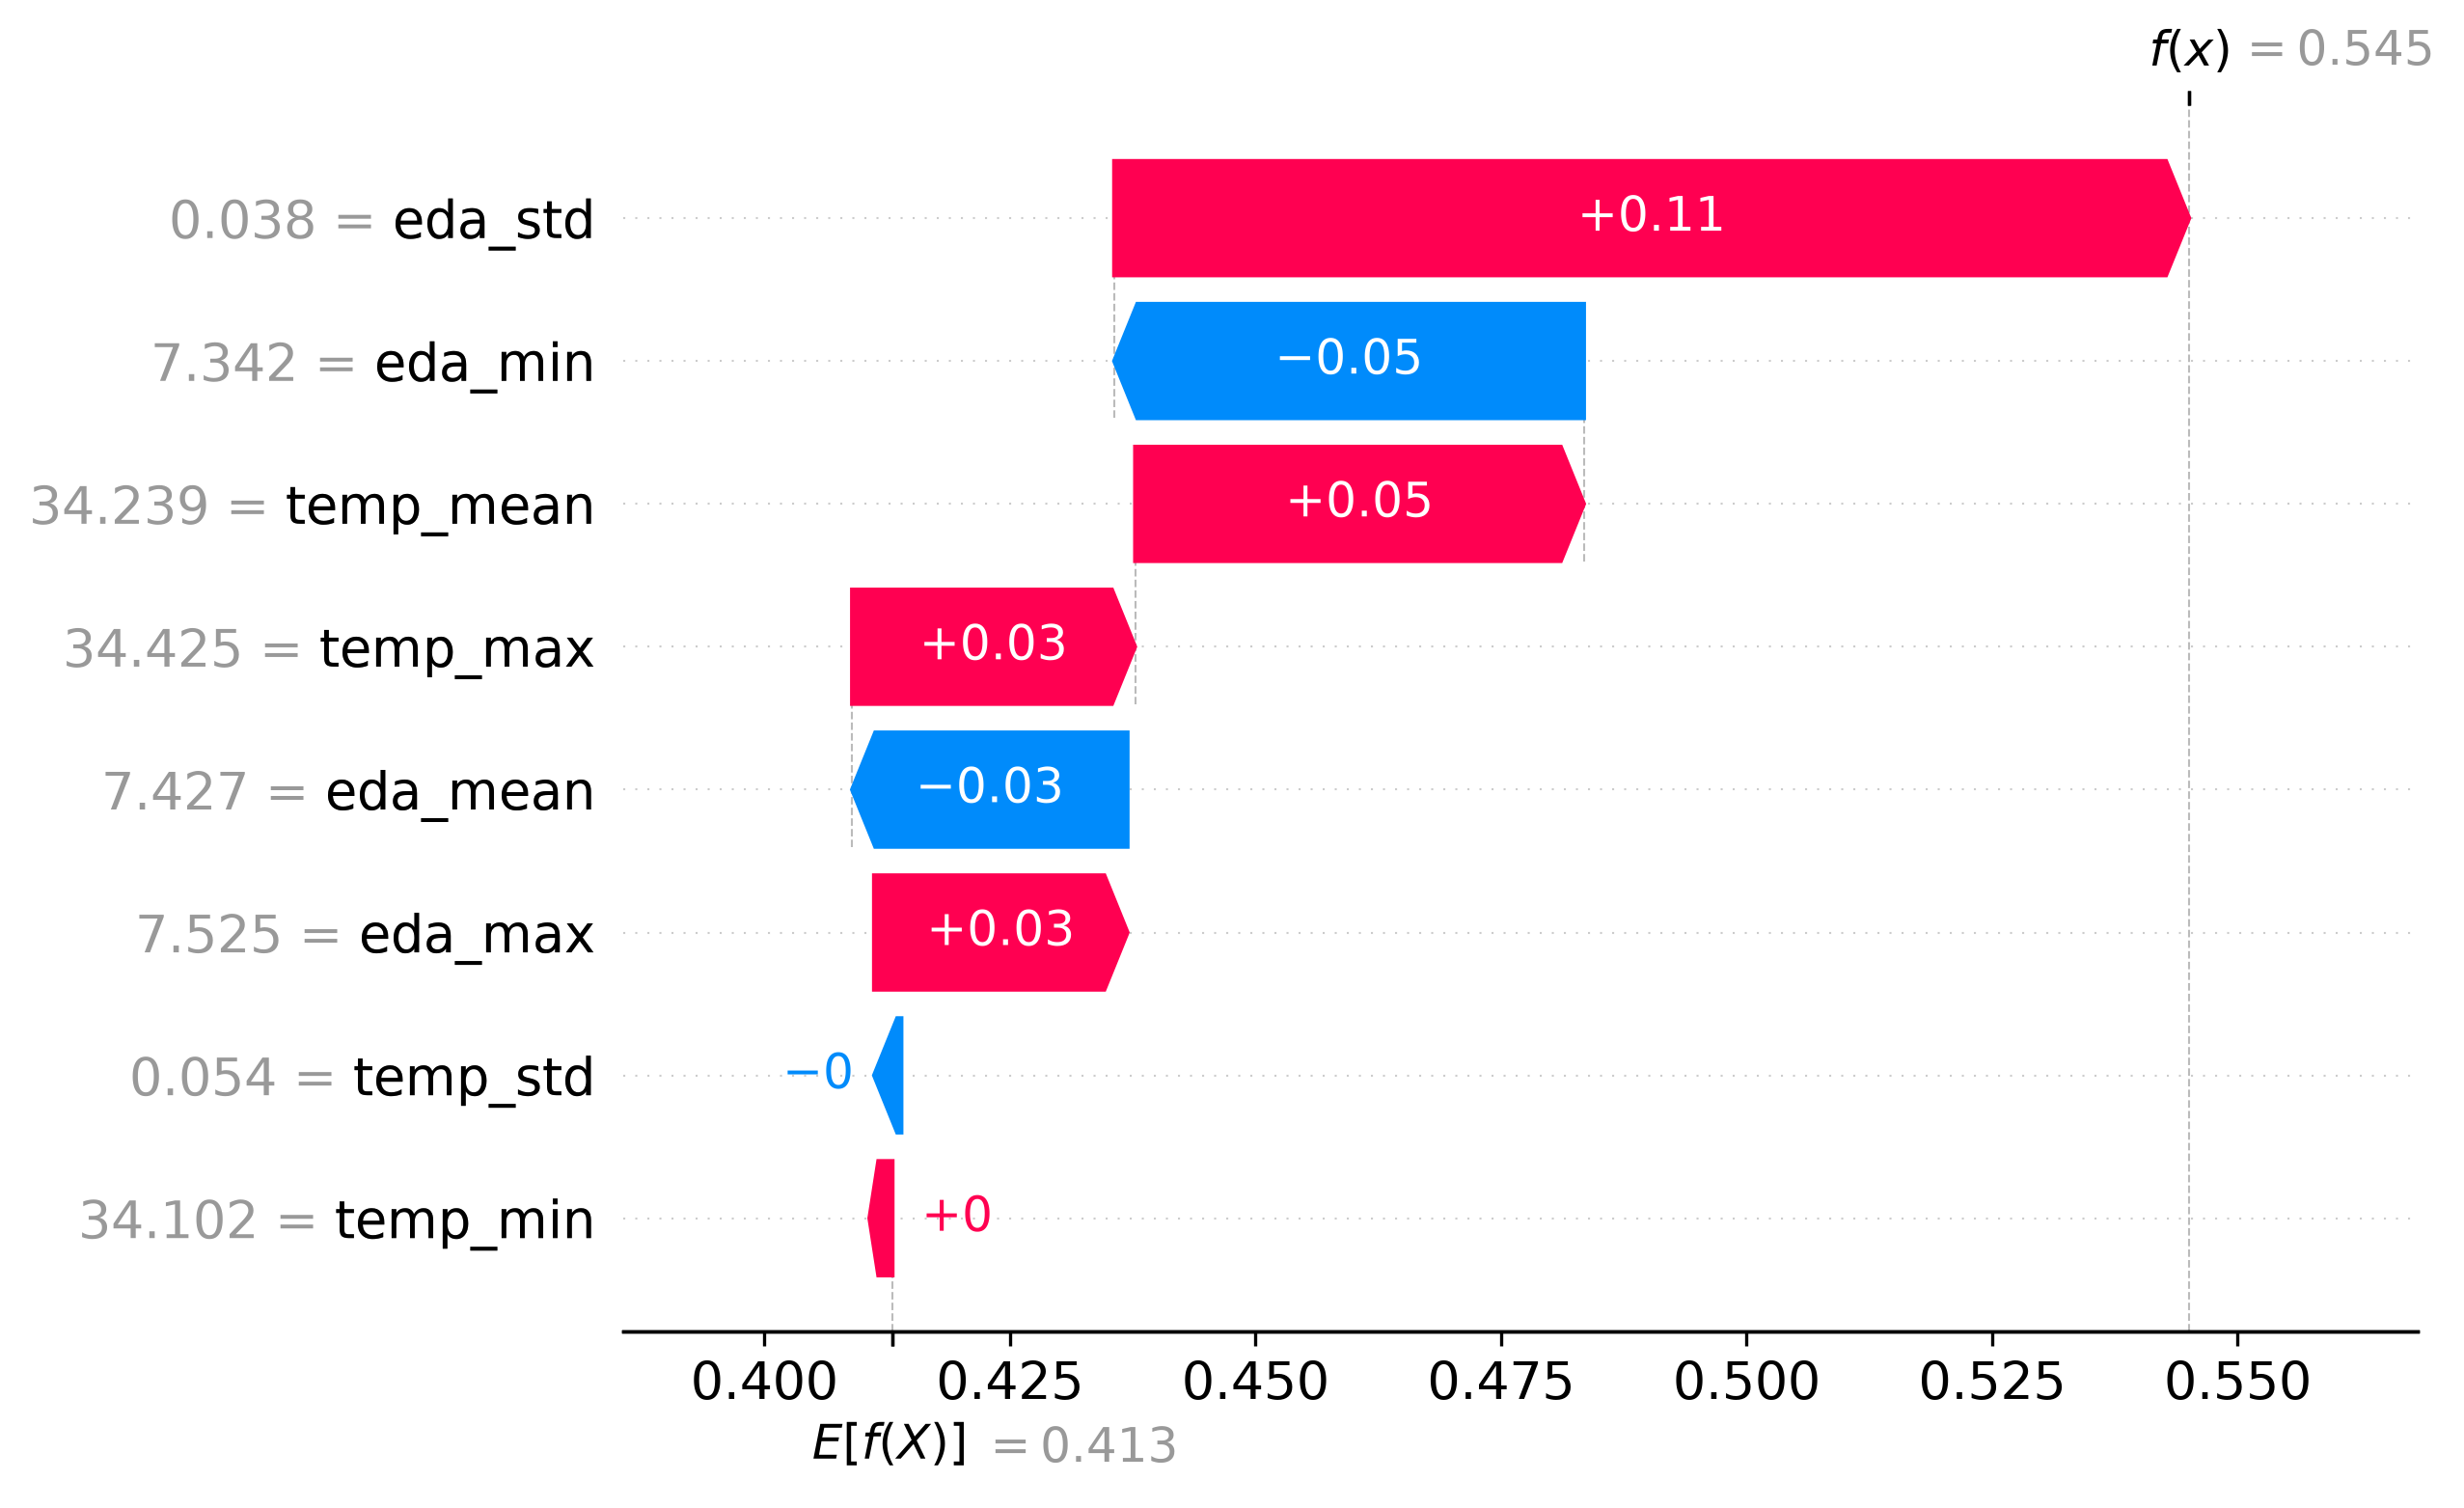 f(x) = 0.545
0.038 = eda_std
+0.11
7.342 = eda_min
−0.05
34.239 = temp_mean
+0.05
34.425 = temp_max
+0.03
7.427 = eda_mean
−0.03
7.525 = eda_max
+0.03
0.054 = temp_std
−0
34.102 = temp_min
+0
0.400 0.425 0.450 0.475 0.500 0.525 0.550
E[f(X)] = 0.413